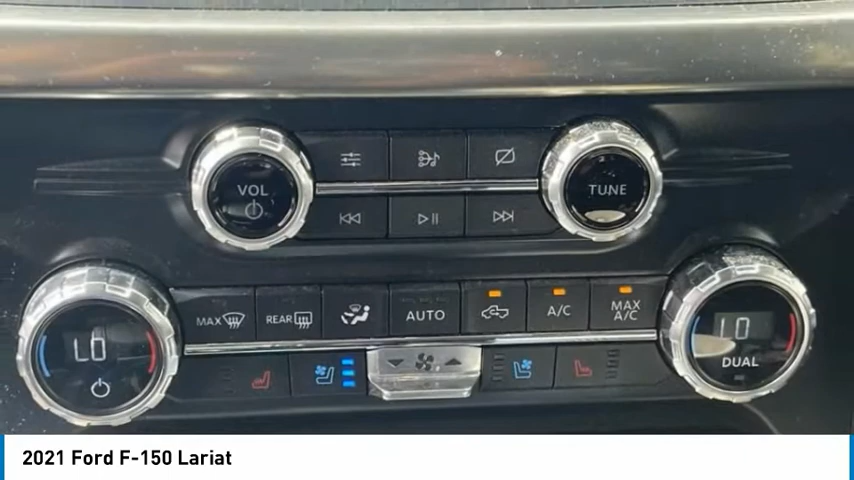 VOL
TUNE
MAX
REAR
AUTO
A/C
MAX
A/C
LO
LO
DUAL
2021 Ford F-150 Lariat